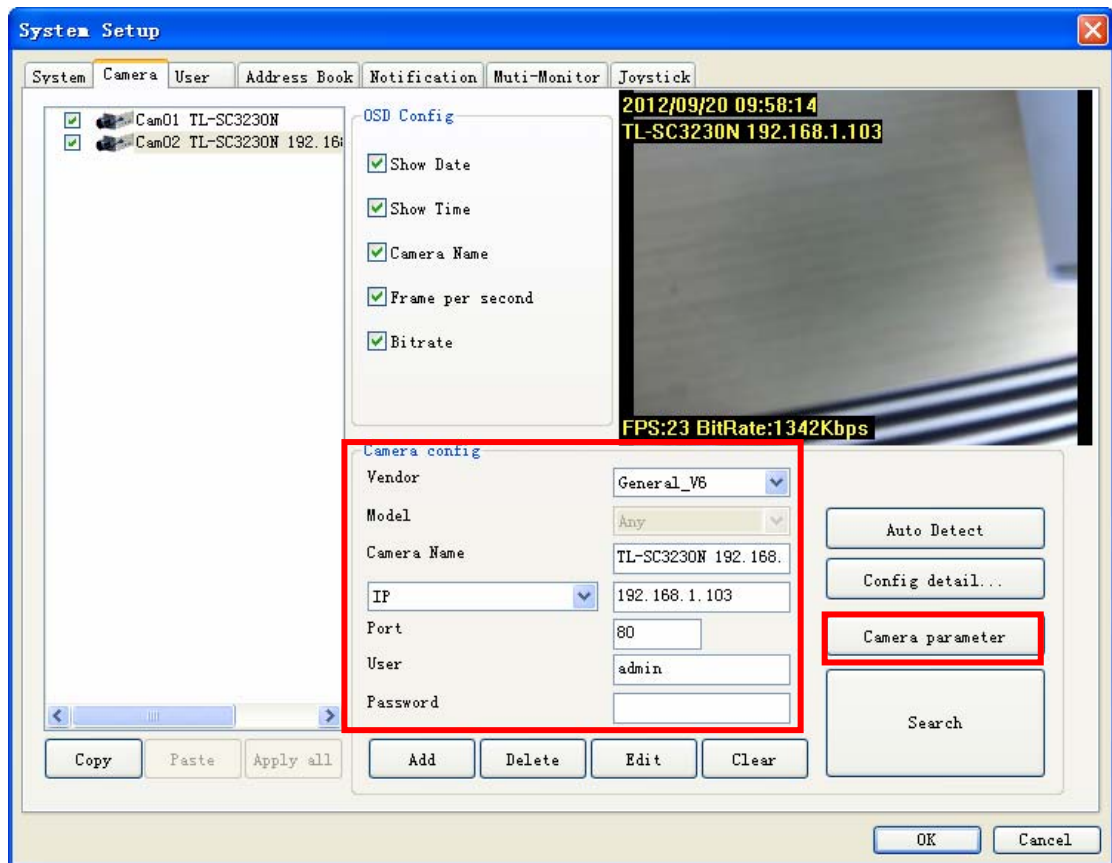 System Setup
System Camera User Address Book Notification Muti-Monitor Joystick
Cam01 TL-SC3230N
Cam02 TL-SC3230N 192.16
OSD Config
Show Date
Show Time
Camera Name
Frame per second
Bitrate
2012/09/20 09:58:14
TL-SC3230N 192.168.1.103
FPS:23 BitRate:1342Kbps
Camera config
Vendor General_V6
Model Any
Camera Name TL-SC3230N 192.168.
IP 192.168.1.103
Port 80
User admin
Password
Auto Detect
Config detail...
Camera parameter
Search
Copy Paste Apply all
Add Delete Edit Clear
OK Cancel